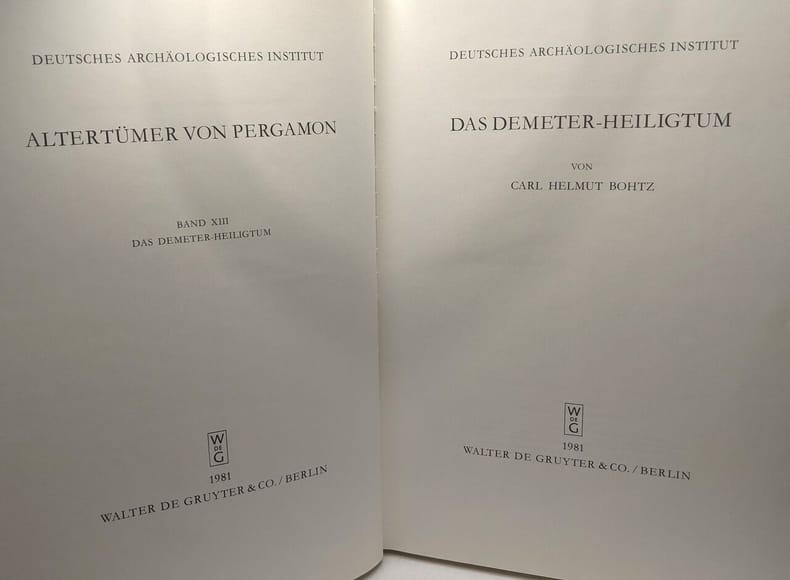 DEUTSCHES ARCHÄOLOGISCHES INSTITUT
ALTERTÜMER VON PERGAMON
BAND XIII
DAS DEMETER-HEILIGTUM
W
DE
G
1981
WALTER DE GRUYTER & CO. / BERLIN
DEUTSCHES ARCHÄOLOGISCHES INSTITUT
DAS DEMETER-HEILIGTUM
VON
CARL HELMUT BOHTZ
W
DE
G
1981
WALTER DE GRUYTER & CO. / BERLIN